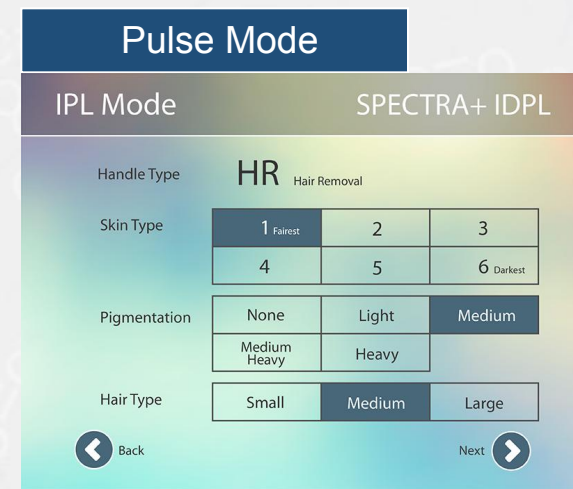 Pulse Mode
IPL Mode SPECTRA+ IDPL
Handle Type HR Hair Removal
Skin Type 1 Fairest 2 3
4 5 6 Darkest
Pigmentation None Light Medium
Medium Heavy Heavy
Hair Type Small Medium Large
Back Next